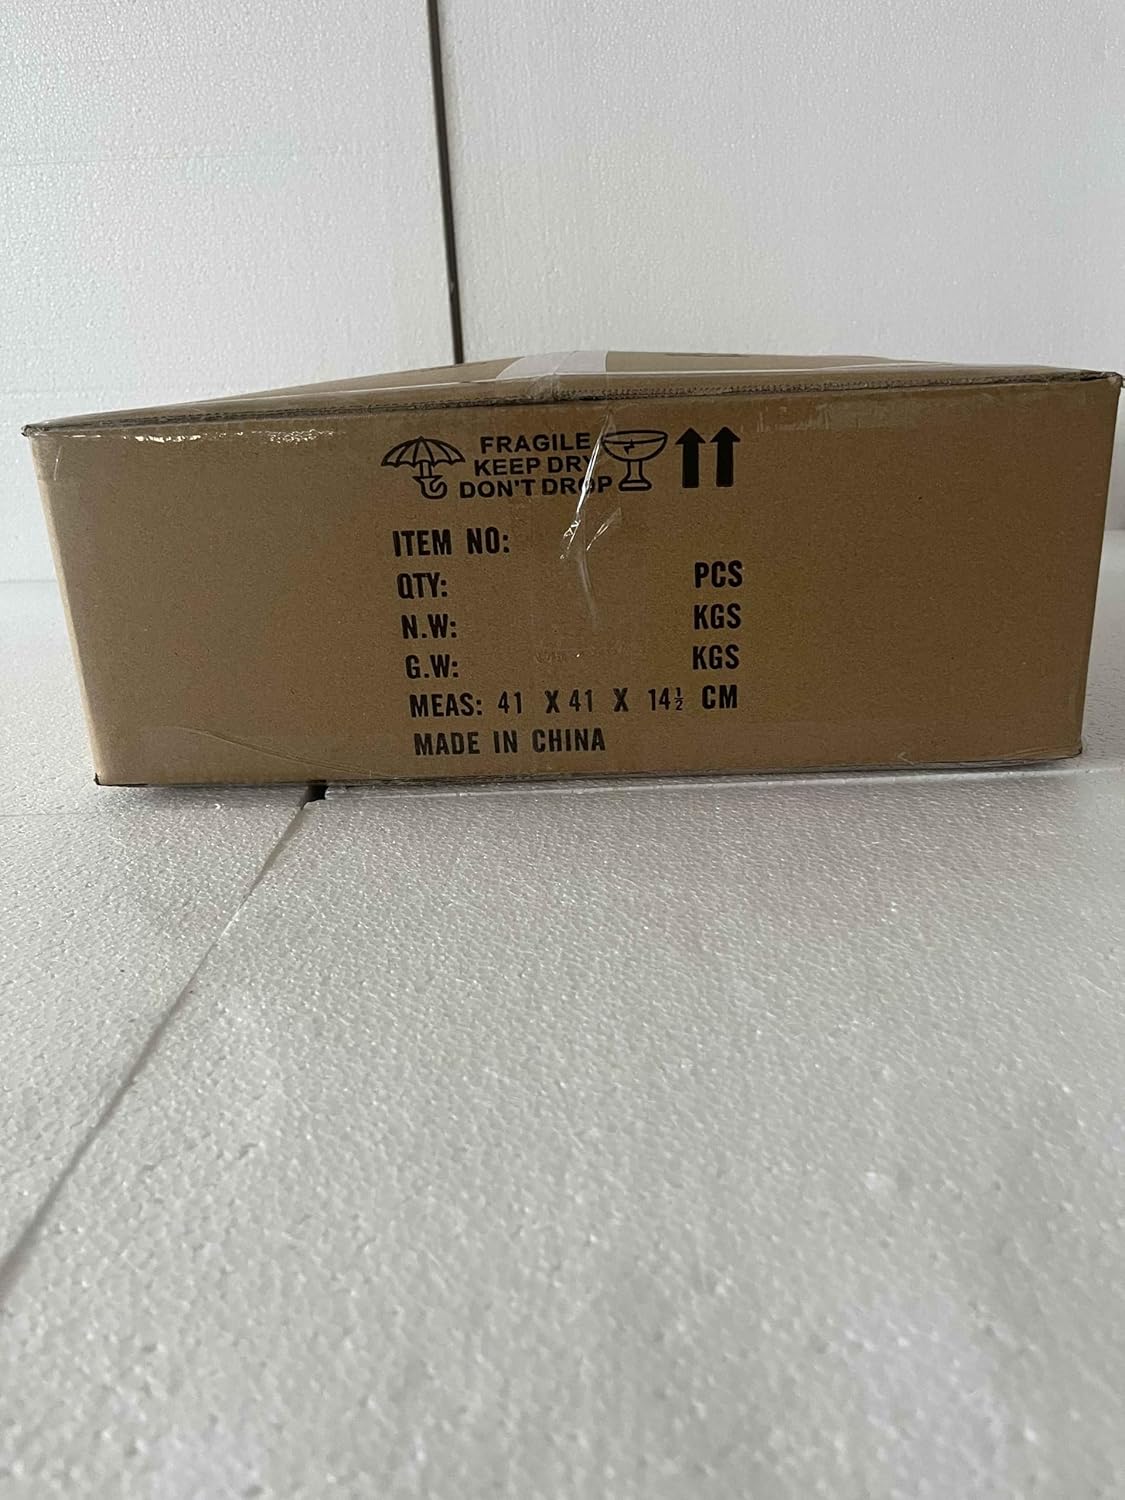 FRAGILE
KEEP DRY
DON'T DROP
ITEM NO:
QTY: PCS
N.W: KGS
G.W: KGS
MEAS: 41 X 41 X 14½ CM
MADE IN CHINA